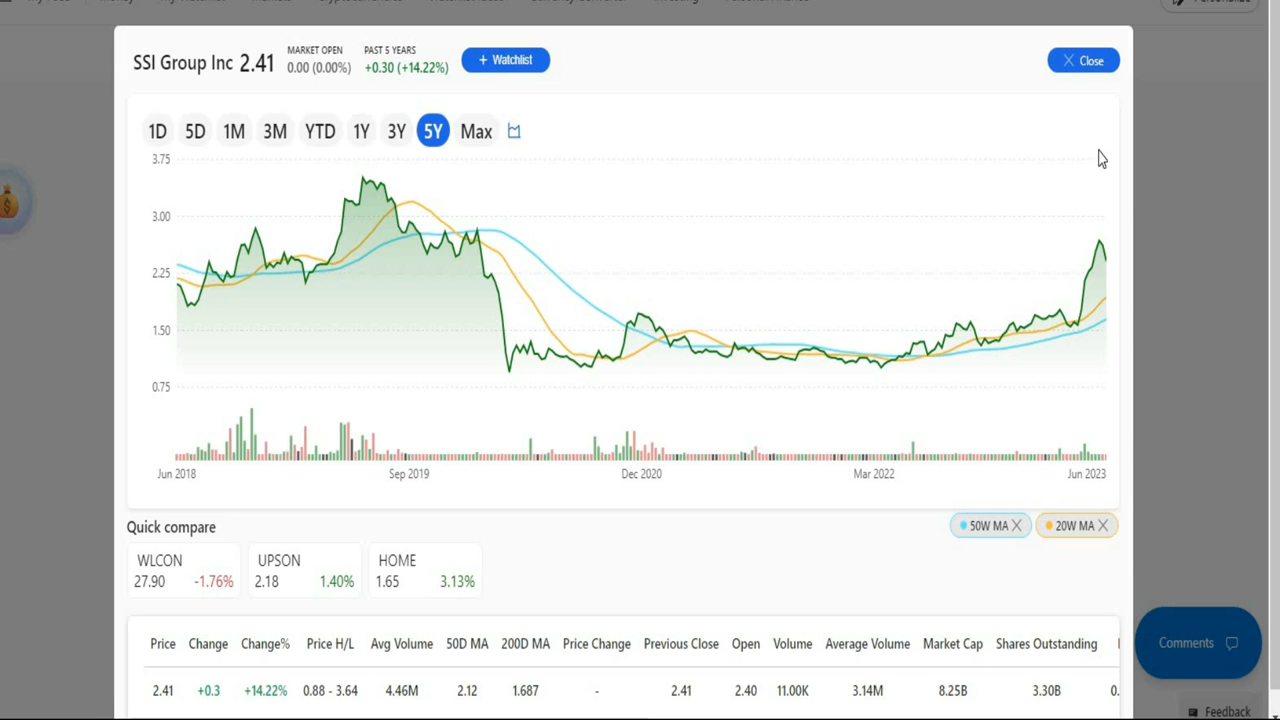 SSI Group Inc 2.41
MARKET OPEN
0.00 (0.00%)
PAST 5 YEARS
+0.30 (+14.22%)
+ Watchlist
Close
1D 5D 1M 3M YTD 1Y 3Y 5Y Max
3.75
3.00
2.25
1.50
0.75
Jun 2018 Sep 2019 Dec 2020 Mar 2022 Jun 2023
Quick compare
50W MA
20W MA
WLCON
27.90 -1.76%
UPSON
2.18 1.40%
HOME
1.65 3.13%
Price Change Change% Price H/L Avg Volume 50D MA 200D MA Price Change Previous Close Open Volume Average Volume Market Cap Shares Outstanding
2.41 +0.3 +14.22% 0.88 - 3.64 4.46M 2.12 1.687 - 2.41 2.40 11.00K 3.14M 8.25B 3.30B 0.
Comments
Feedback